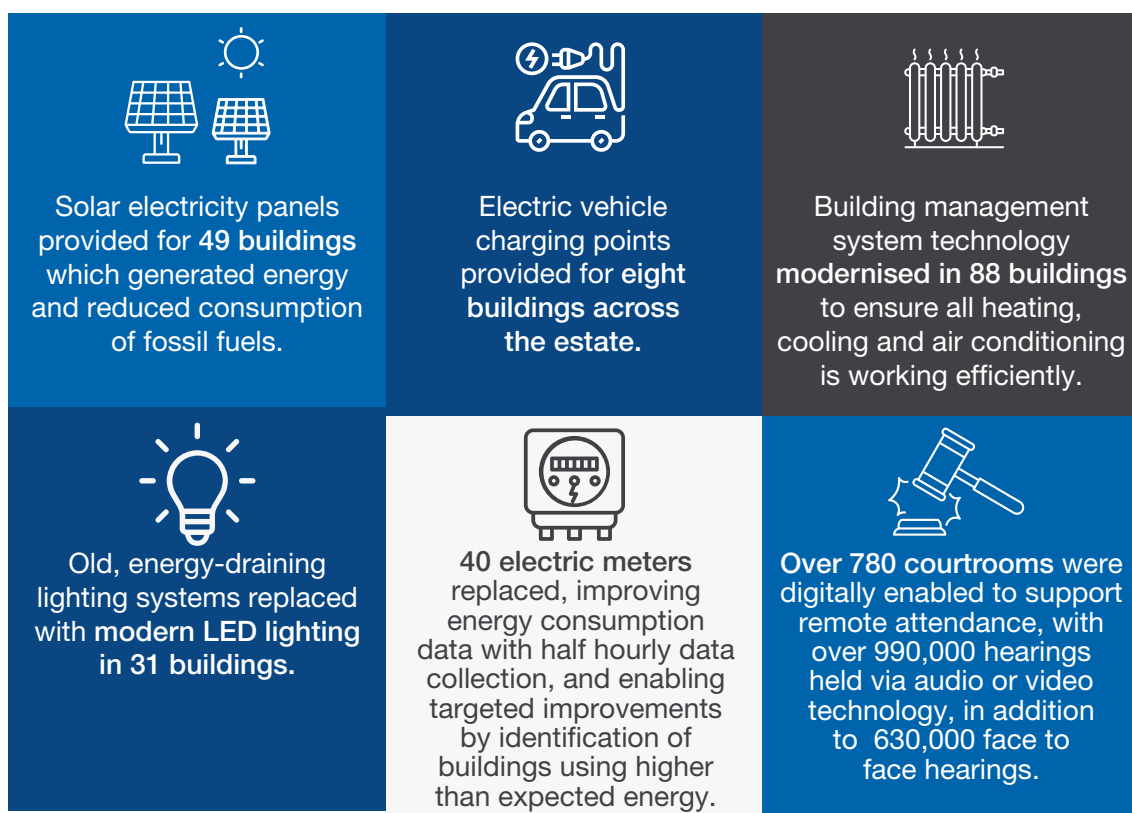 Solar electricity panels
provided for 49 buildings
which generated energy
and reduced consumption
of fossil fuels.
Electric vehicle
charging points
provided for eight
buildings across
the estate.
Building management
system technology
modernised in 88 buildings
to ensure all heating,
cooling and air conditioning
is working efficiently.
Old, energy-draining
lighting systems replaced
with modern LED lighting
in 31 buildings.
40 electric meters
replaced, improving
energy consumption
data with half hourly data
collection, and enabling
targeted improvements
by identification of
buildings using higher
than expected energy.
Over 780 courtrooms were
digitally enabled to support
remote attendance, with
over 990,000 hearings
held via audio or video
technology, in addition
to  630,000 face to
face hearings.